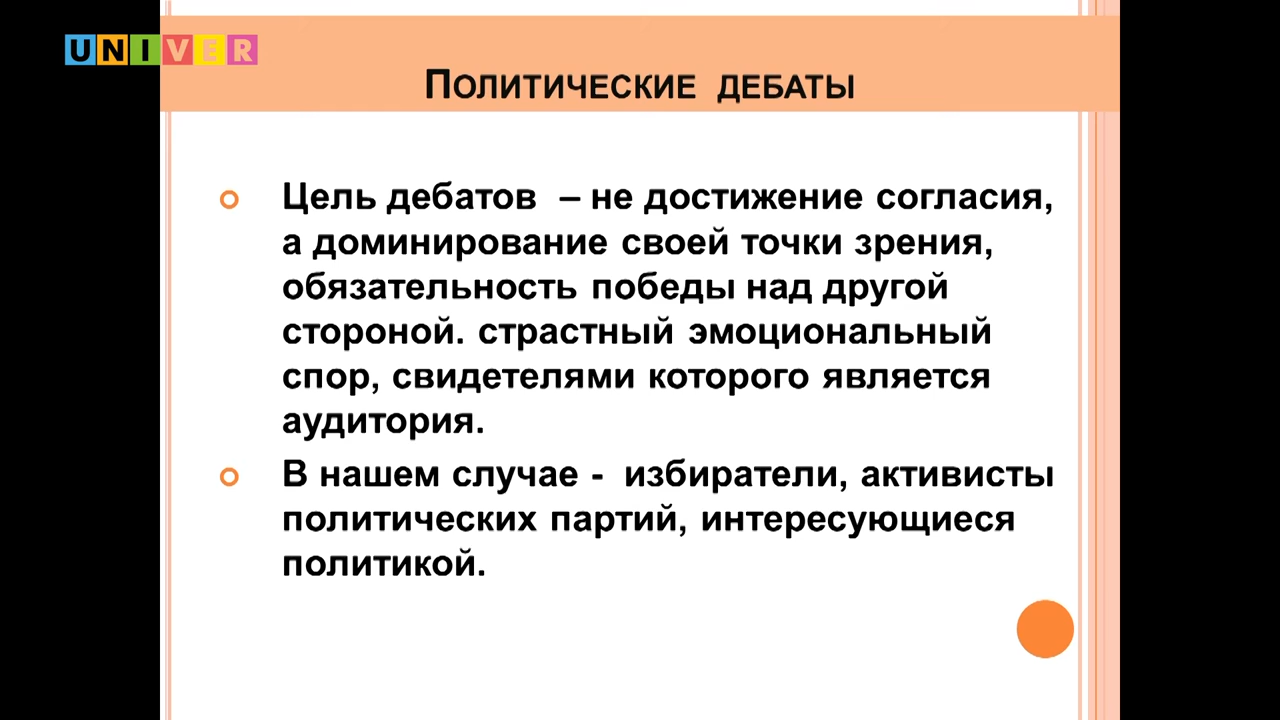 UNIVER
Политические дебаты
Цель дебатов – не достижение согласия,
а доминирование своей точки зрения,
обязательность победы над другой
стороной. страстный эмоциональный
спор, свидетелями которого является
аудитория.
В нашем случае - избиратели, активисты
политических партий, интересующиеся
политикой.